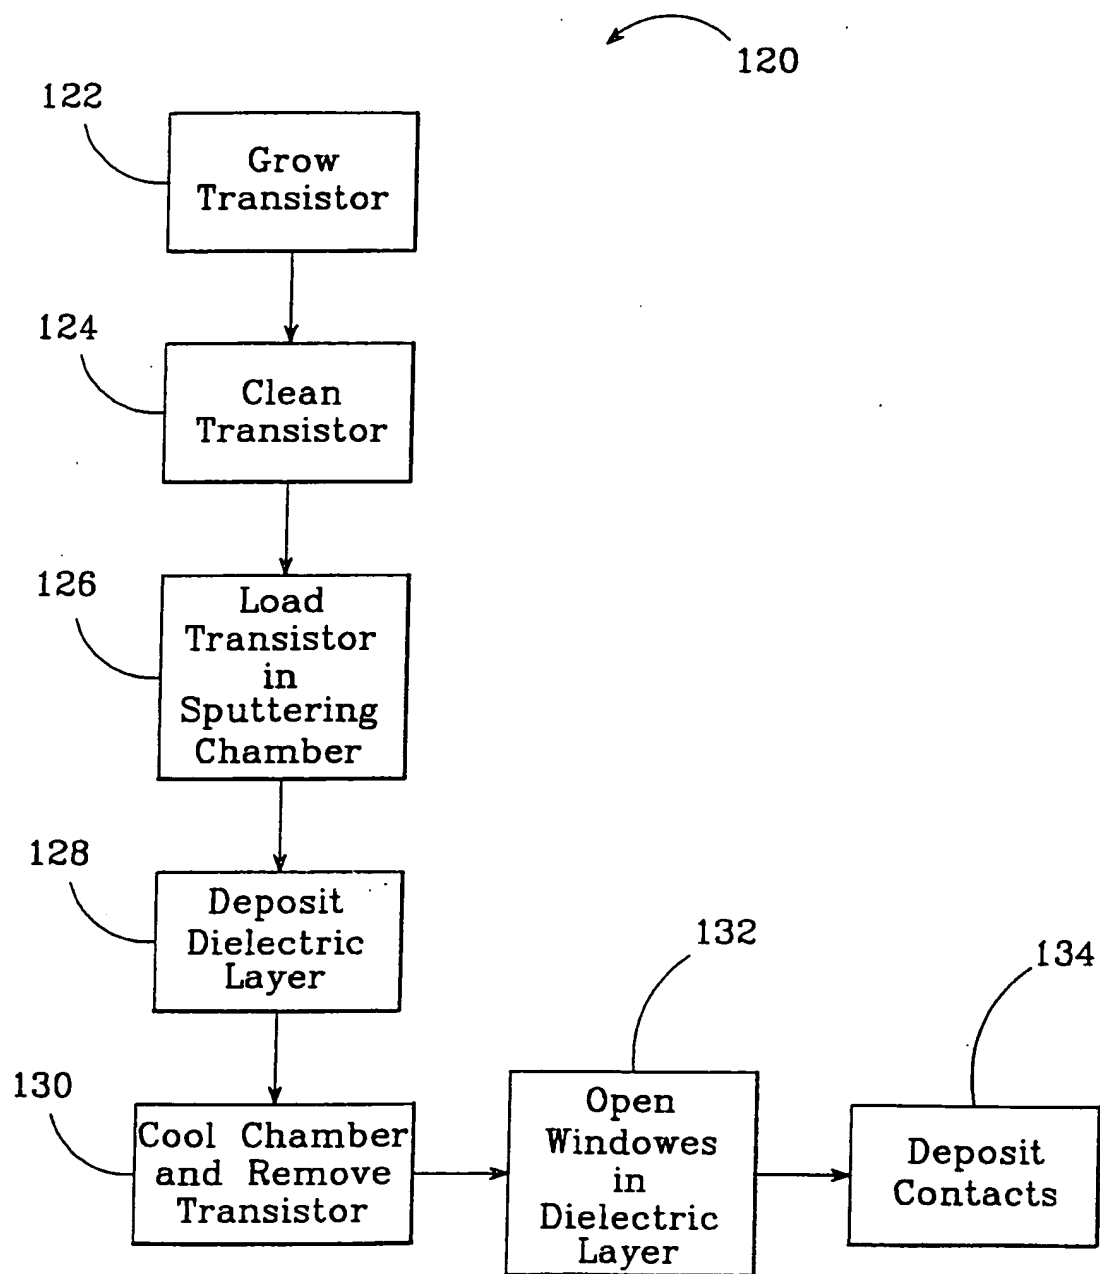 120
122
Grow
Transistor
124
Clean
Transistor
126
Load
Transistor
in
Sputtering
Chamber
128
Deposit
Dielectric
Layer
130
Cool Chamber
and Remove
Transistor
132
Open
Windowes
in
Dielectric
Layer
134
Deposit
Contacts